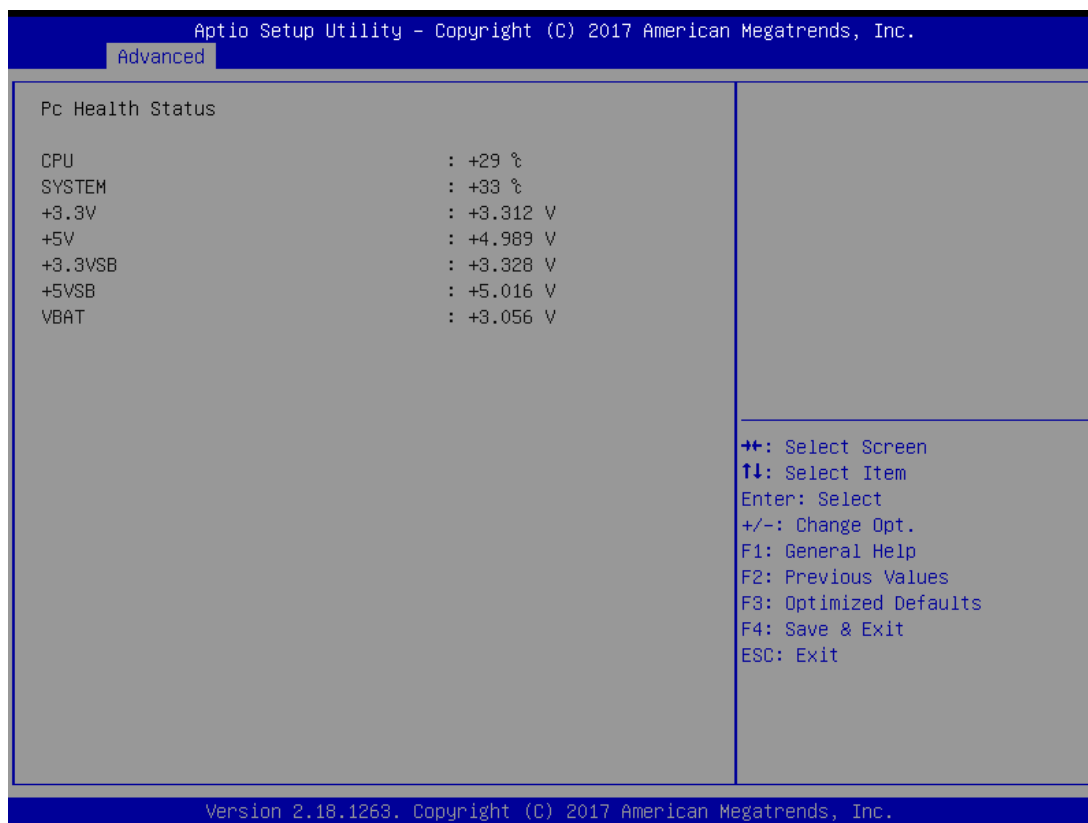 Aptio Setup Utility – Copyright (C) 2017 American Megatrends, Inc.
Advanced
Pc Health Status
CPU : +29 ℃
SYSTEM : +33 ℃
+3.3V : +3.312 V
+5V : +4.989 V
+3.3VSB : +3.328 V
+5VSB : +5.016 V
VBAT : +3.056 V
→←: Select Screen
↑↓: Select Item
Enter: Select
+/-: Change Opt.
F1: General Help
F2: Previous Values
F3: Optimized Defaults
F4: Save & Exit
ESC: Exit
Version 2.18.1263. Copyright (C) 2017 American Megatrends, Inc.